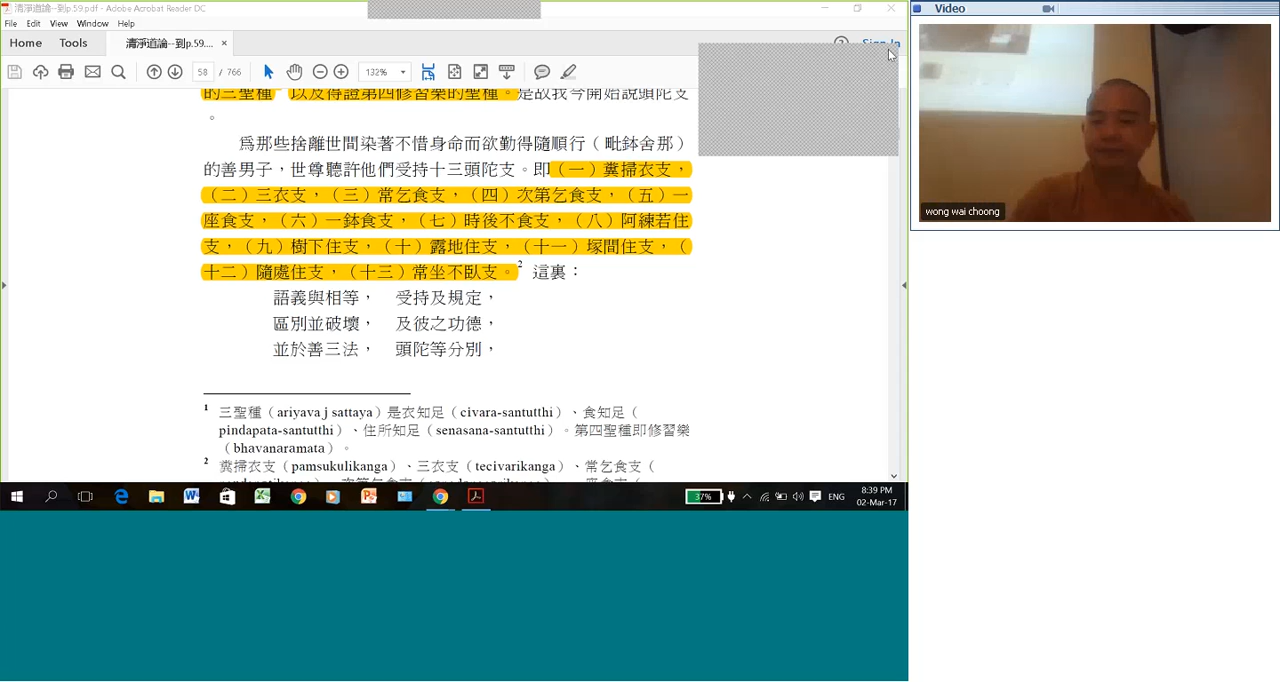 清淨道論--到p.59.pdf - Adobe Acrobat Reader DC
File Edit View Window Help
Home Tools 清淨道論--到p.59.... × Sign In
58 / 766 132%
的三聖種 以及得證第四修習樂的聖種。是故我今開始說頭陀支
。
爲那些捨離世間染著不惜身命而欲勤得隨順行（毗鉢舍那）
的善男子，世尊聽許他們受持十三頭陀支。即（一）糞掃衣支，
（二）三衣支，（三）常乞食支，（四）次第乞食支，（五）一
座食支，（六）一鉢食支，（七）時後不食支，（八）阿練若住
支，（九）樹下住支，（十）露地住支，（十一）塚間住支，（
十二）隨處住支，（十三）常坐不臥支。2 這裏：
語義與相等， 受持及規定，
區別並破壞， 及彼之功德，
並於善三法， 頭陀等分別，
1 三聖種（ariyava j sattaya）是衣知足（civara-santutthi）、食知足（
pindapata-santutthi）、住所知足（senasana-santutthi）。第四聖種即修習樂
（bhavanaramata）。
2 糞掃衣支（pamsukulikanga）、三衣支（tecivarikanga）、常乞食支（
37% ENG 8:39 PM
02-Mar-17
Video
wong wai choong